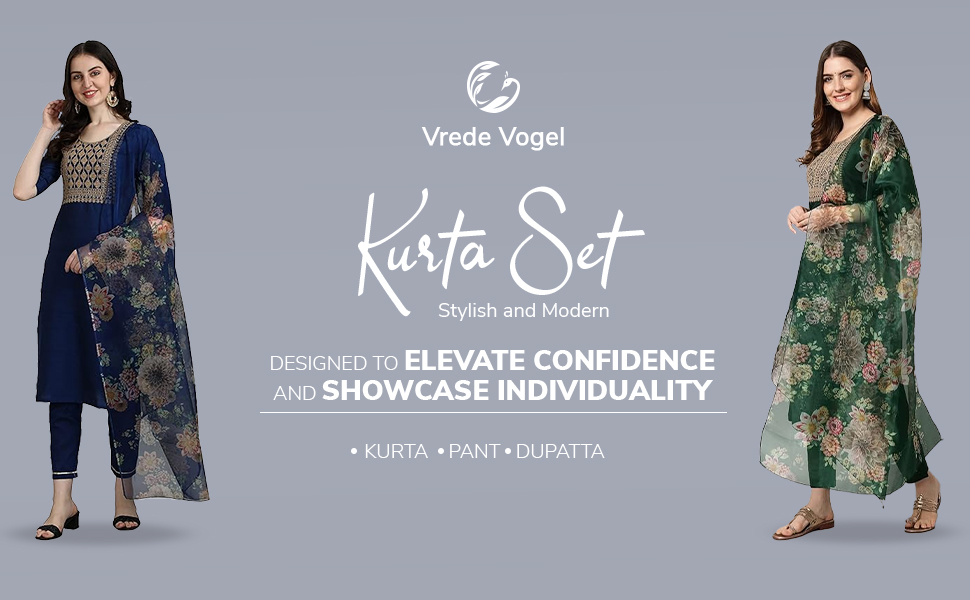 Vrede Vogel
Kurta Set
Stylish and Modern
DESIGNED TO ELEVATE CONFIDENCE
AND SHOWCASE INDIVIDUALITY
• KURTA • PANT • DUPATTA